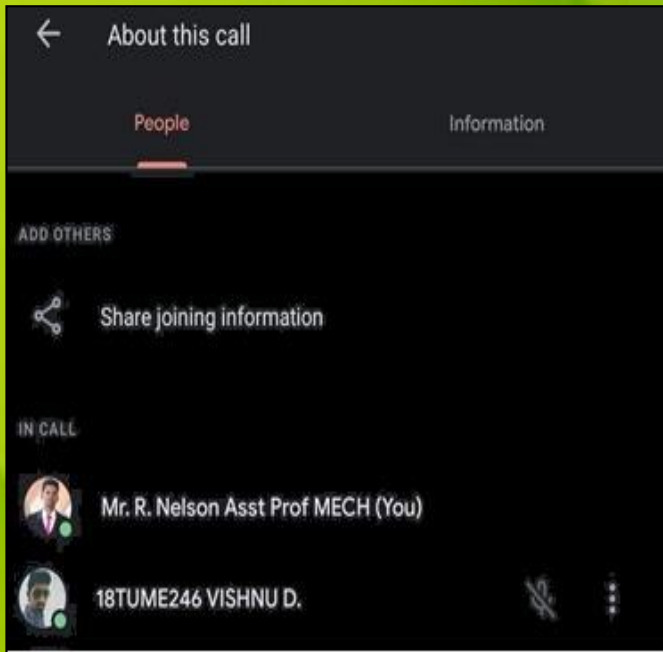 About this call
People
Information
ADD OTHERS
Share joining information
IN CALL
Mr. R. Nelson Asst Prof MECH (You)
18TUME246 VISHNU D.